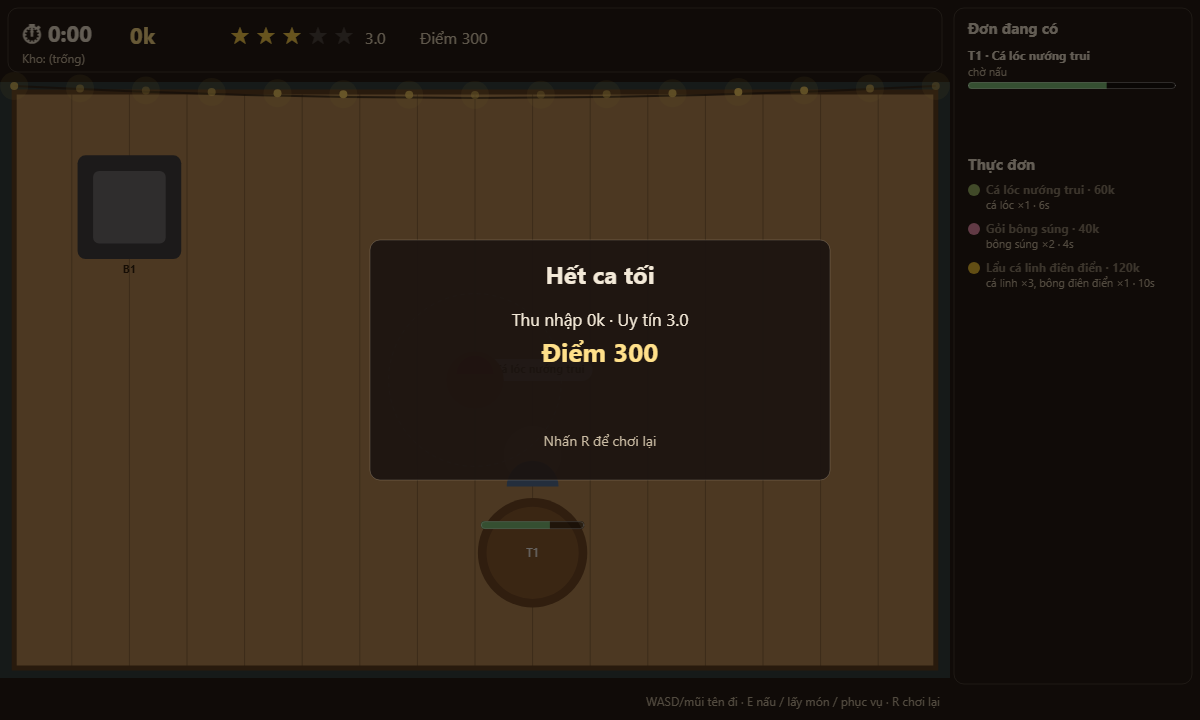 0:00
0k
3.0
Điểm 300
Kho: (trống)
B1
Hết ca tối
Thu nhập 0k · Uy tín 3.0
Điểm 300
Nhấn R để chơi lại
T1
Đơn đang có
T1 · Cá lóc nướng trui
chờ nấu
Thực đơn
Cá lóc nướng trui · 60k
cá lóc ×1 · 6s
Gỏi bông súng · 40k
bông súng ×2 · 4s
Lẩu cá linh điên điển · 120k
cá linh ×3, bông điên điển ×1 · 10s
WASD/mũi tên đi · E nấu / lấy món / phục vụ · R chơi lại